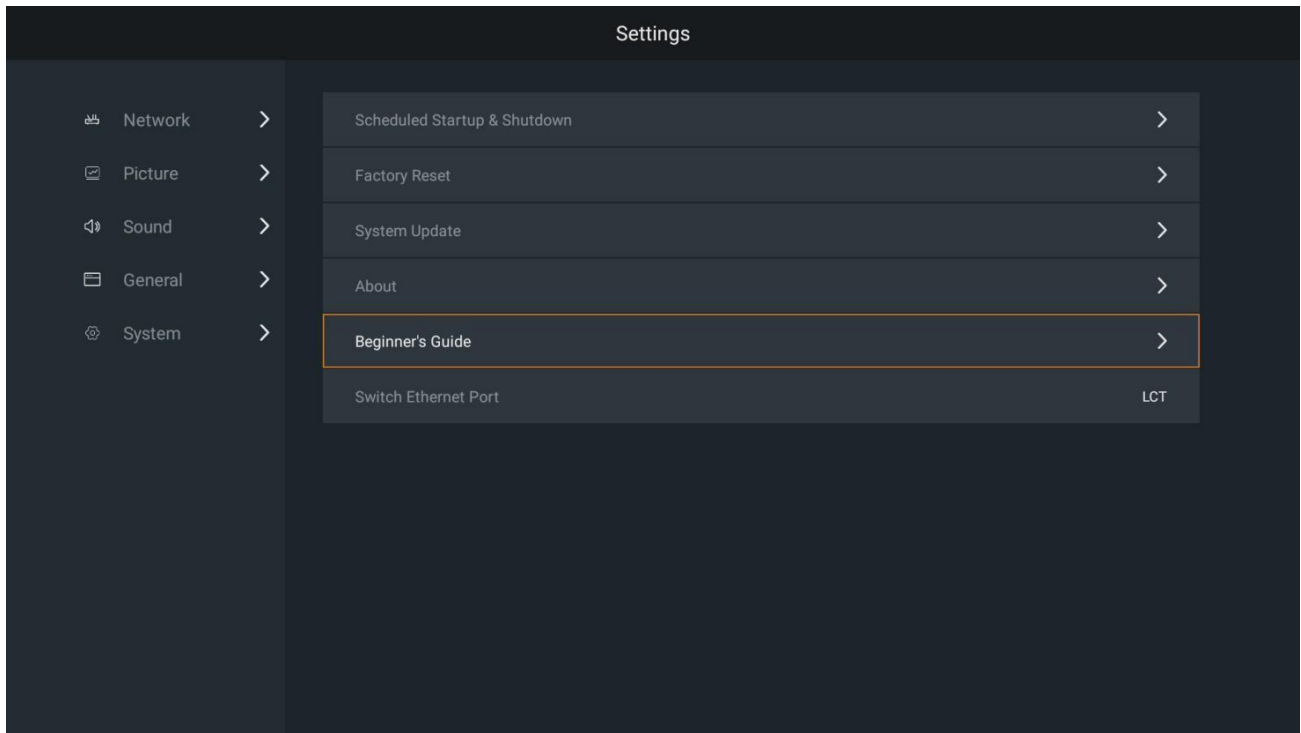 Settings
Network
Picture
Sound
General
System
Scheduled Startup & Shutdown
Factory Reset
System Update
About
Beginner's Guide
Switch Ethernet Port LCT